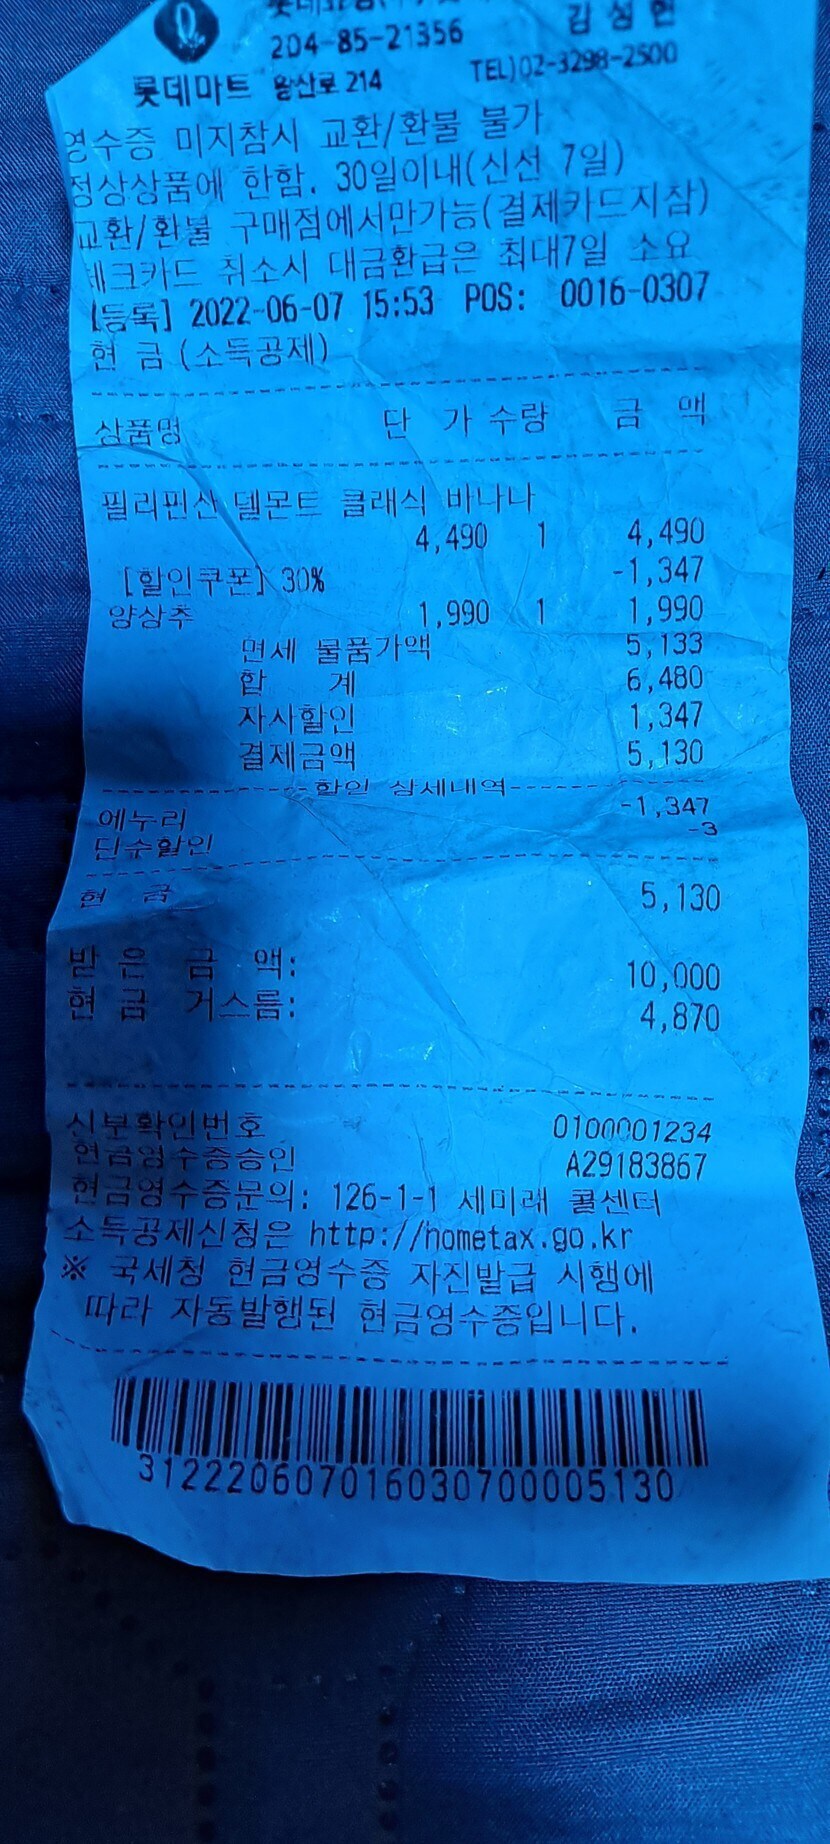 김 성 현
204-85-21356
TEL)02-3298-2500
롯데마트 왕산로 214
영수증 미지참시 교환/환불 불가
정상상품에 한함. 30일이내(신선 7일)
교환/환불 구매점에서만가능(결제카드지참)
체크카드 취소시 대금환급은 최대7일 소요
[등록] 2022-06-07 15:53 POS: 0016-0307
현 금 (소득공제)
상품명 단 가 수량 금 액
필리핀산 델몬트 클래식 바나나
4,490 1 4,490
[할인쿠폰] 30% -1,347
양상추 1,990 1 1,990
면세 물품가액 5,133
합 계 6,480
자사할인 1,347
결제금액 5,130
할인 상세내역
에누리 -1,347
단수할인 -3
현 금 5,130
받 은 금 액: 10,000
현 금 거스름: 4,870
신분확인번호 0100001234
현금영수증승인 A29183867
현금영수증문의: 126-1-1 세미래 콜센터
소득공제신청은 http://hometax.go.kr
※ 국세청 현금영수증 자진발급 시행에
따라 자동발행된 현금영수증입니다.
312220607016030700005130